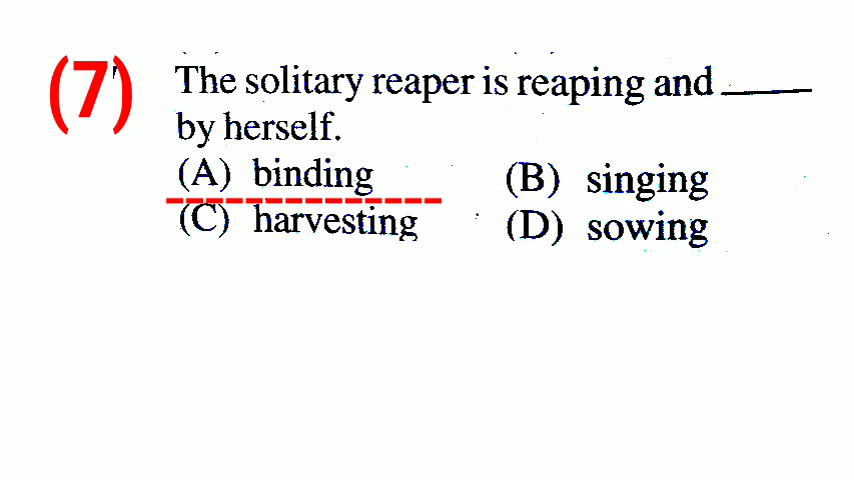 (7) The solitary reaper is reaping and ____
by herself.
(A) binding (B) singing
(C) harvesting (D) sowing